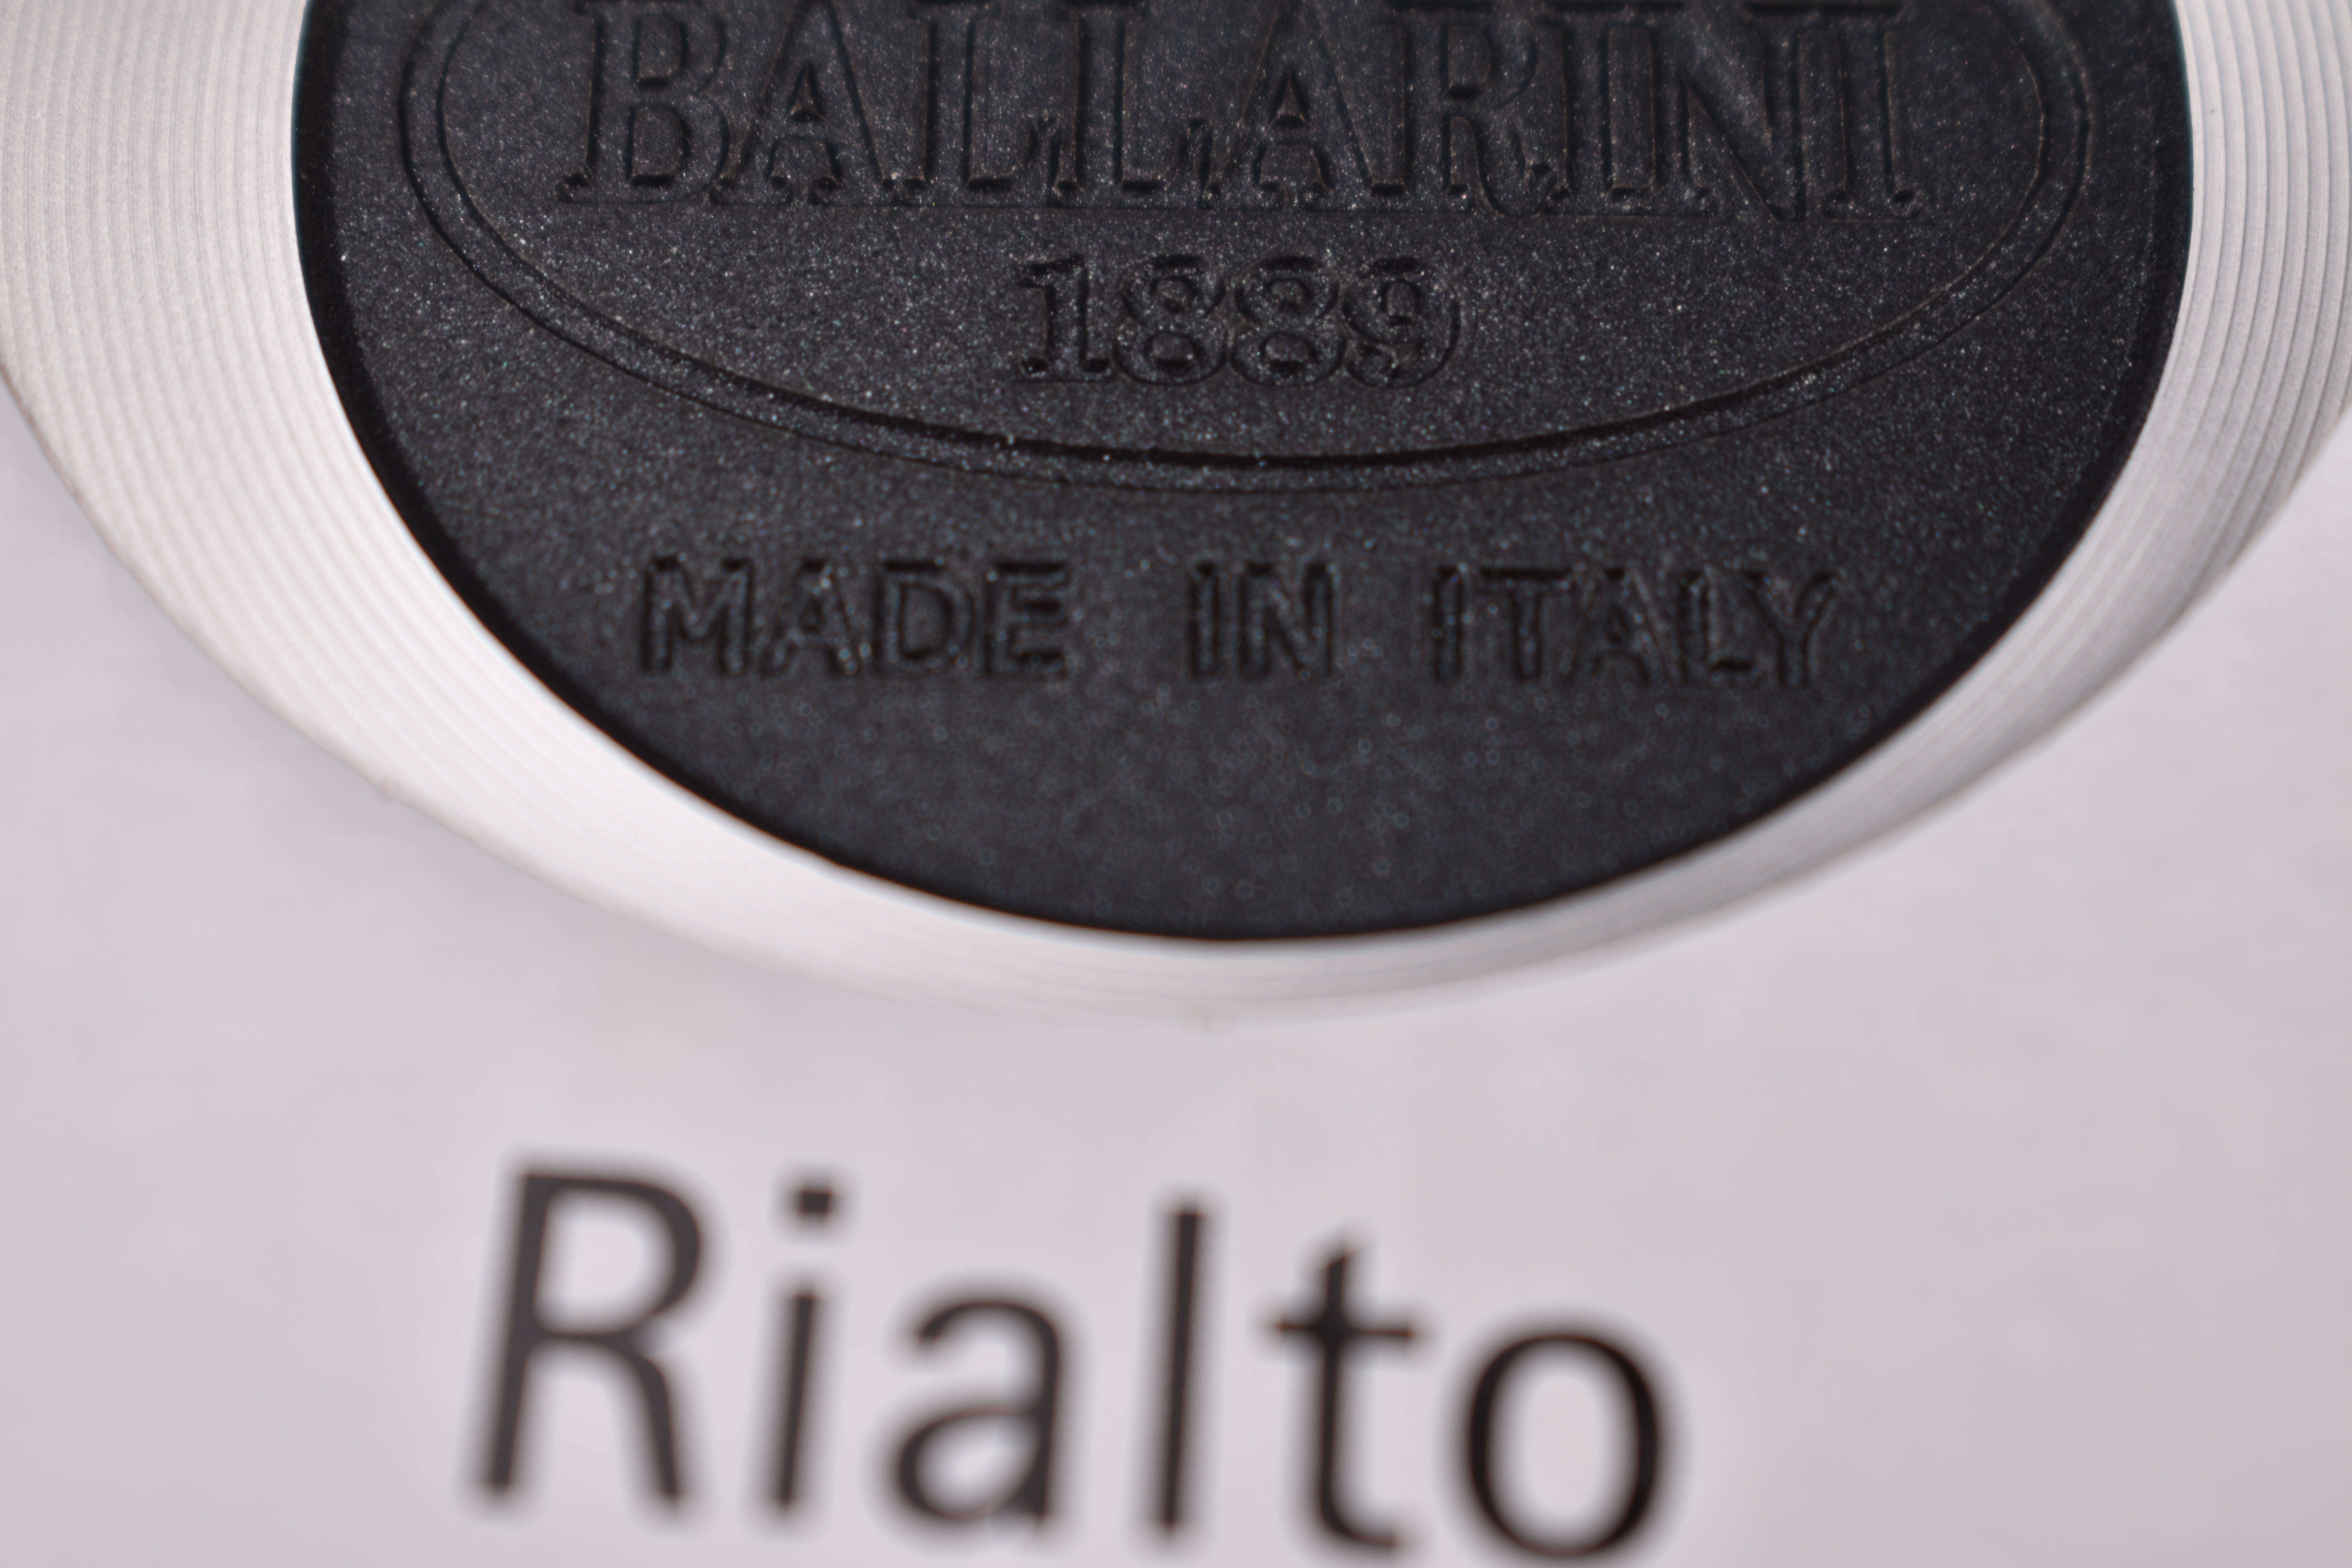 BALLARINI
1889
MADE IN ITALY
Rialto